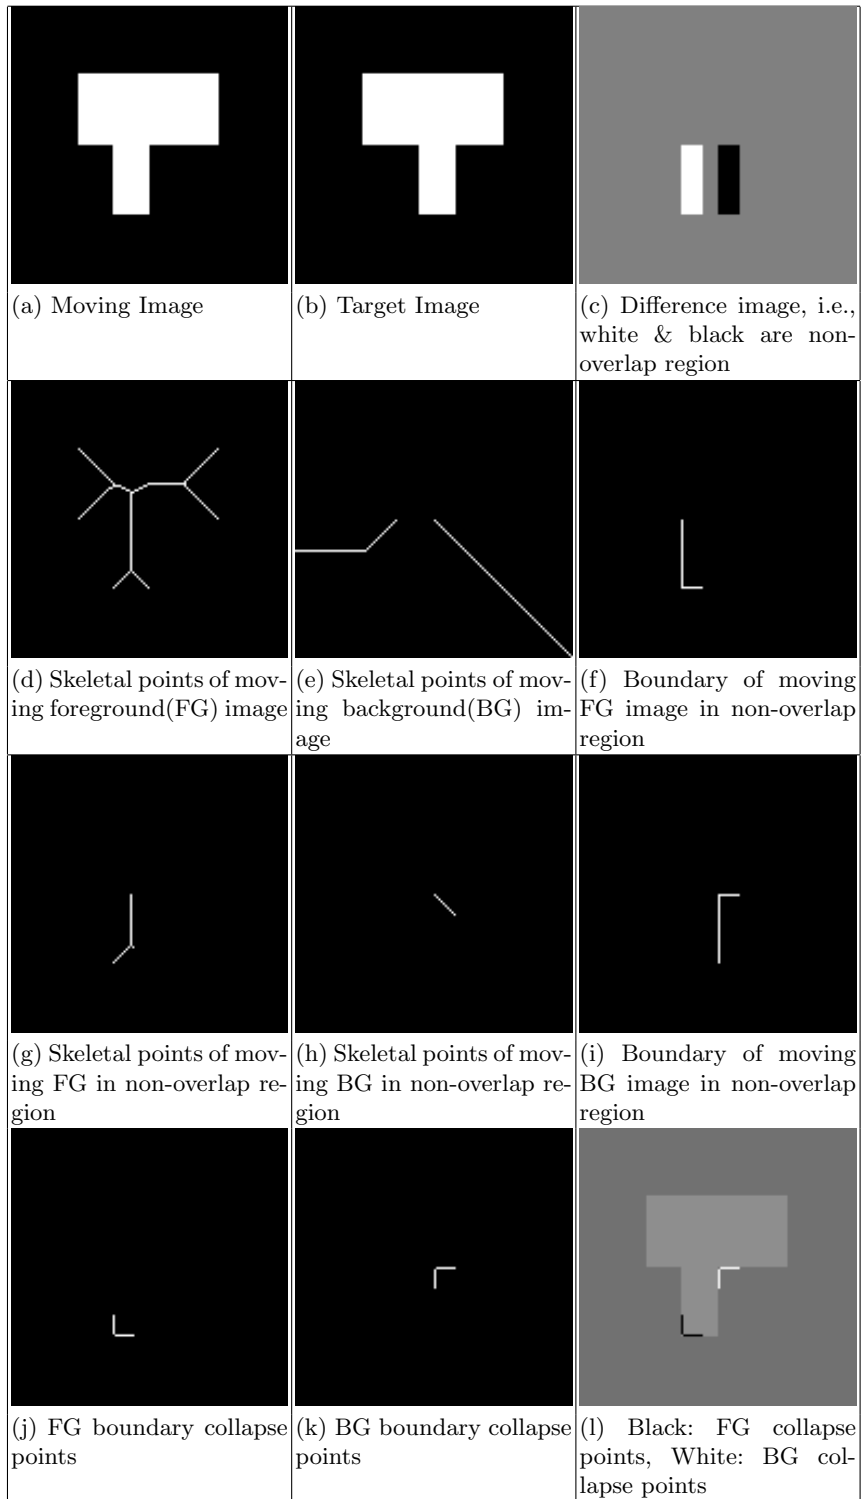 (a) Moving Image
(b) Target Image
(c) Difference image, i.e.,
white & black are non-
overlap region
(d) Skeletal points of mov-
ing foreground(FG) image
(e) Skeletal points of mov-
ing background(BG) im-
age
(f) Boundary of moving
FG image in non-overlap
region
(g) Skeletal points of mov-
ing FG in non-overlap re-
gion
(h) Skeletal points of mov-
ing BG in non-overlap re-
gion
(i) Boundary of moving
BG image in non-overlap
region
(j) FG boundary collapse
points
(k) BG boundary collapse
points
(l) Black: FG collapse
points, White: BG col-
lapse points